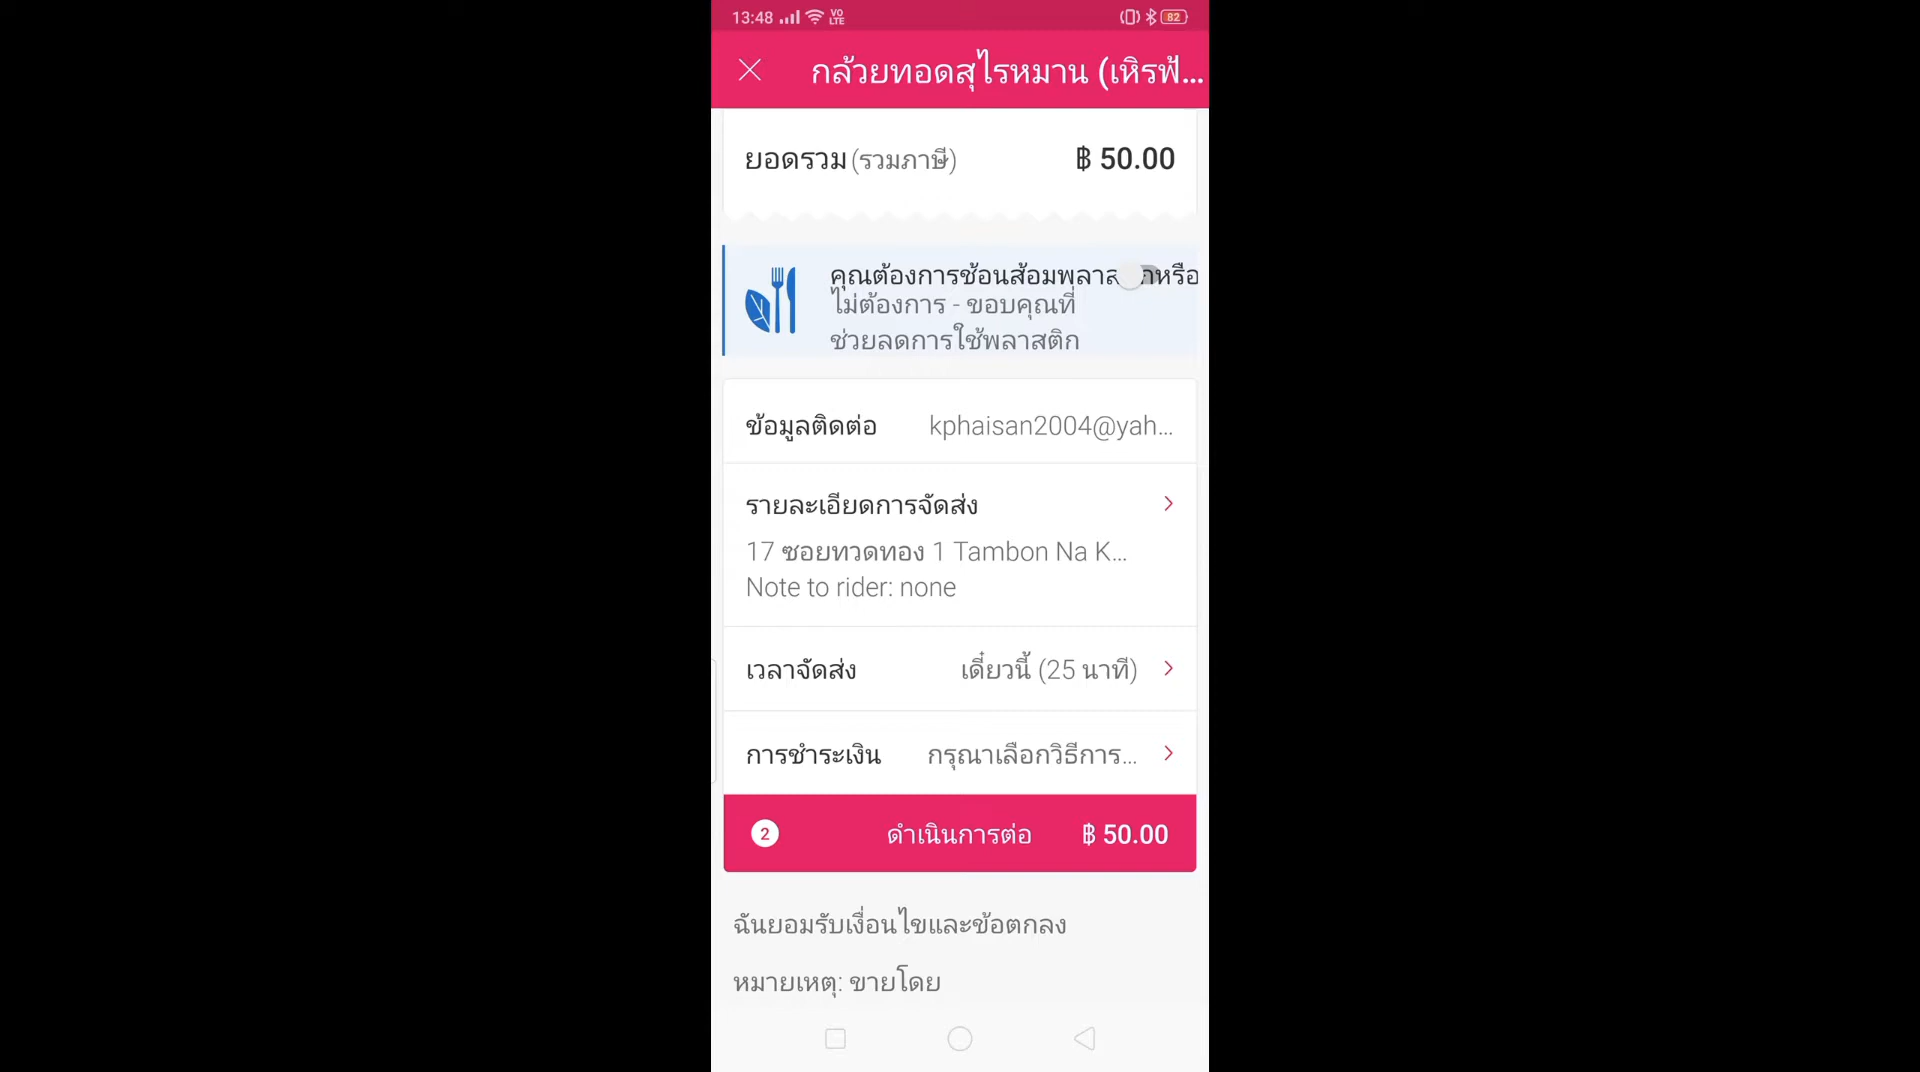 13:48 VO LTE 82
กล้วยทอดสุไรหมาน (เหิรฟ้...
ยอดรวม (รวมภาษี) ฿ 50.00
คุณต้องการช้อนส้อมพลาส กหรือ
ไม่ต้องการ - ขอบคุณที่
ช่วยลดการใช้พลาสติก
ข้อมูลติดต่อ kphaisan2004@yah...
รายละเอียดการจัดส่ง
17 ซอยทวดทอง 1 Tambon Na K...
Note to rider: none
เวลาจัดส่ง เดี๋ยวนี้ (25 นาที)
การชำระเงิน กรุณาเลือกวิธีการ...
2 ดำเนินการต่อ ฿ 50.00
ฉันยอมรับเงื่อนไขและข้อตกลง
หมายเหตุ: ขายโดย